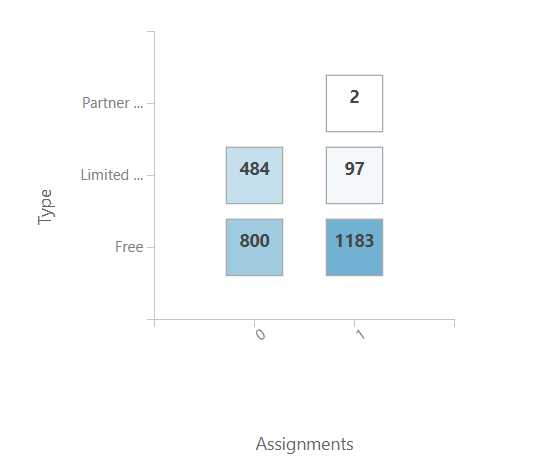 Type
Partner ...
2
Limited ...
484
97
Free
800
1183
0
1
Assignments